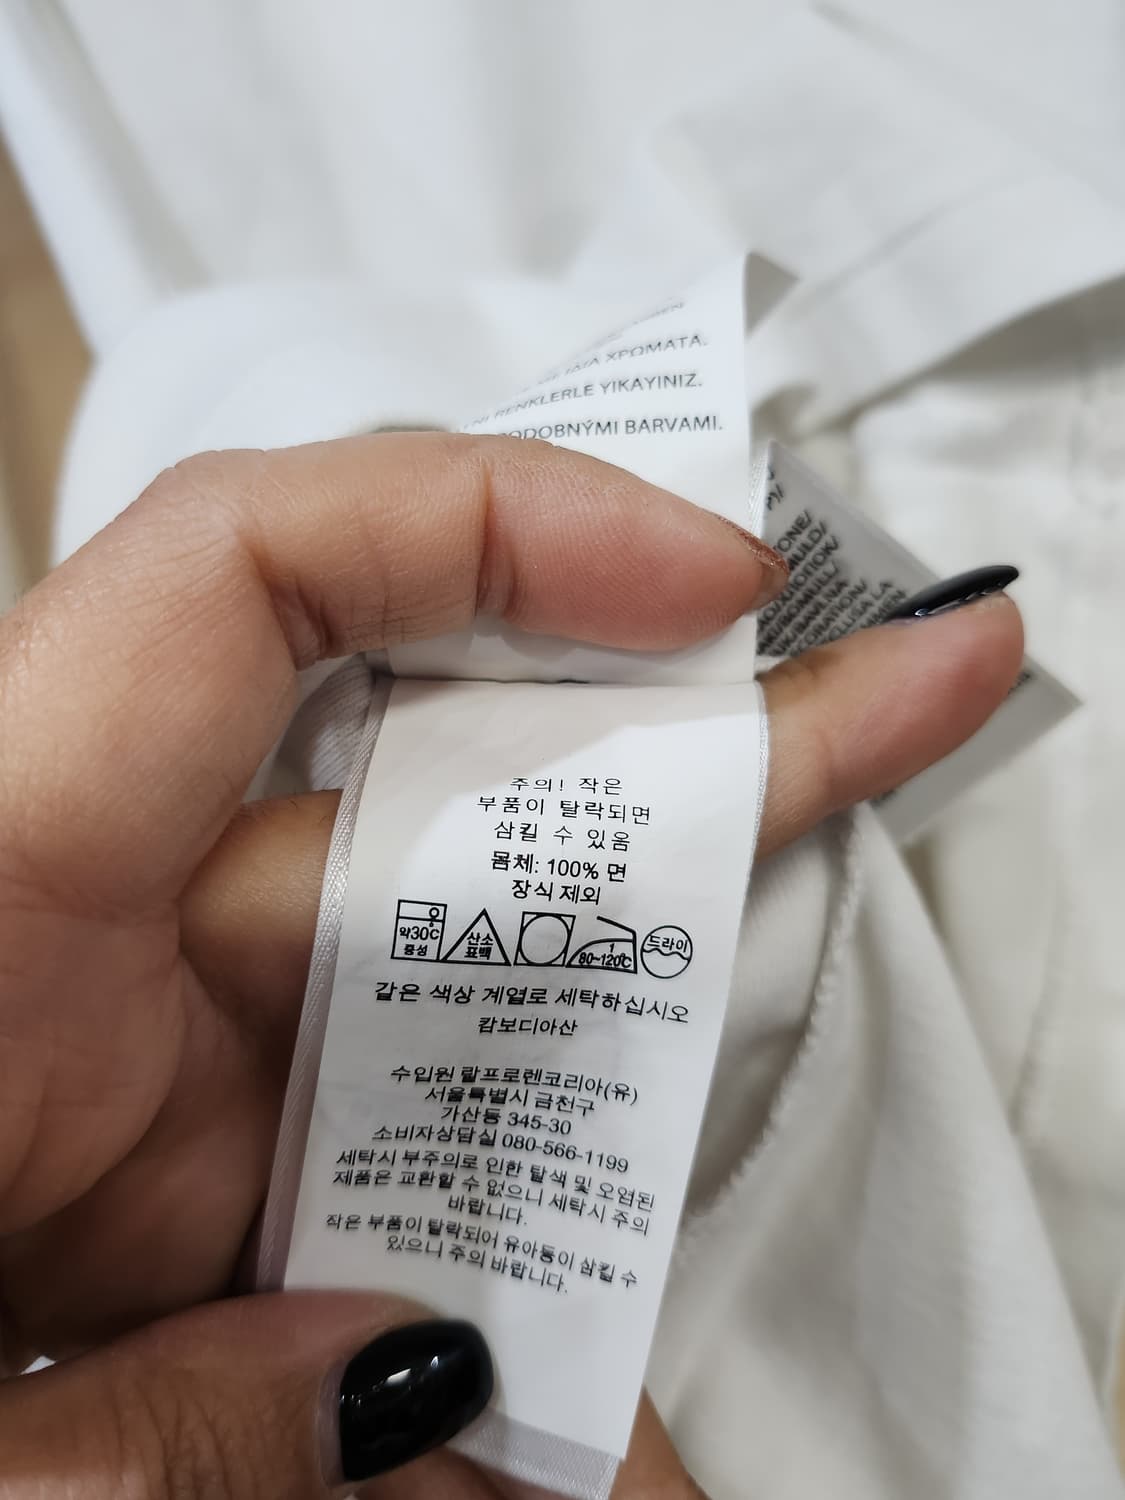 ΙΔΙΑ ΧΡΩΜΑΤΑ.
RENKLERLE YIKAYINIZ.
PODOBNÝMI BARVAMI.
주의! 작은
부품이 탈락되면
삼킬 수 있음
몸체: 100% 면
장식 제외
약30℃
중성
산소
표백
1
80~120℃
드라이
같은 색상 계열로 세탁하십시오
캄보디아산
수입원 랄프로렌코리아(유)
서울특별시 금천구
가산동 345-30
소비자상담실 080-566-1199
세탁시 부주의로 인한 탈색 및 오염된
제품은 교환할 수 없으니 세탁시 주의
바랍니다.
작은 부품이 탈락되어 유아동이 삼킬 수
있으니 주의 바랍니다.